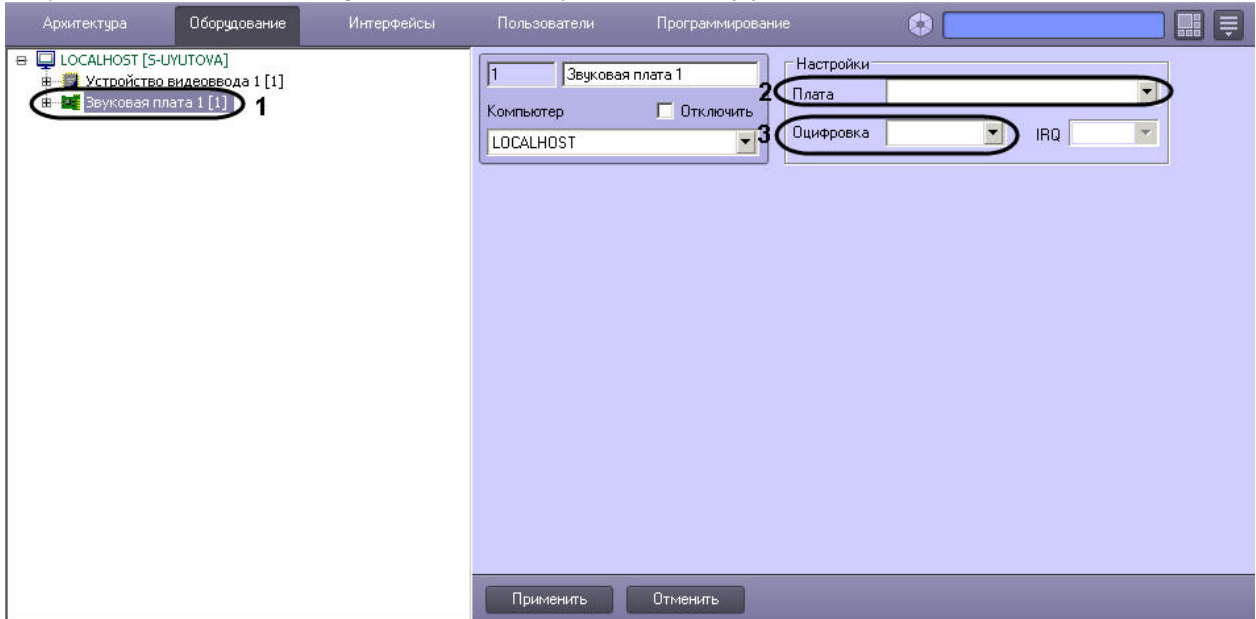 Архитектура Оборудование Интерфейсы Пользователи Программирование
LOCALHOST [S-UYUTOVA]
Устройство видеоввода 1 [1]
Звуковая плата 1 [1] 1
1 Звуковая плата 1
Компьютер Отключить
LOCALHOST
Настройки
2 Плата
3 Оцифровка IRQ
Применить Отменить